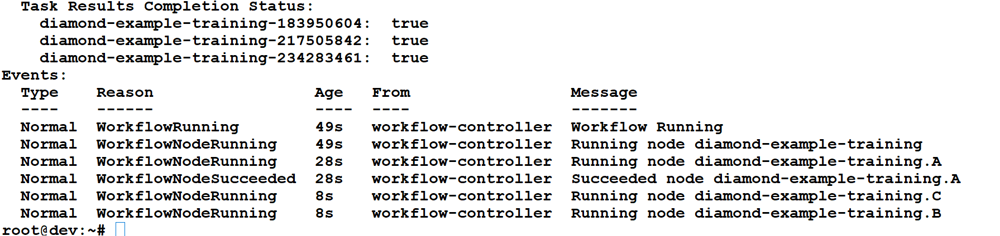 Task Results Completion Status:
diamond-example-training-183950604:  true
diamond-example-training-217505842:  true
diamond-example-training-234283461:  true
Events:
Type    Reason                 Age   From                 Message
----    ------                 ----  ----                 -------
Normal  WorkflowRunning        49s   workflow-controller  Workflow Running
Normal  WorkflowNodeRunning    49s   workflow-controller  Running node diamond-example-training
Normal  WorkflowNodeRunning    28s   workflow-controller  Running node diamond-example-training.A
Normal  WorkflowNodeSucceeded  28s   workflow-controller  Succeeded node diamond-example-training.A
Normal  WorkflowNodeRunning    8s    workflow-controller  Running node diamond-example-training.C
Normal  WorkflowNodeRunning    8s    workflow-controller  Running node diamond-example-training.B
root@dev:~#